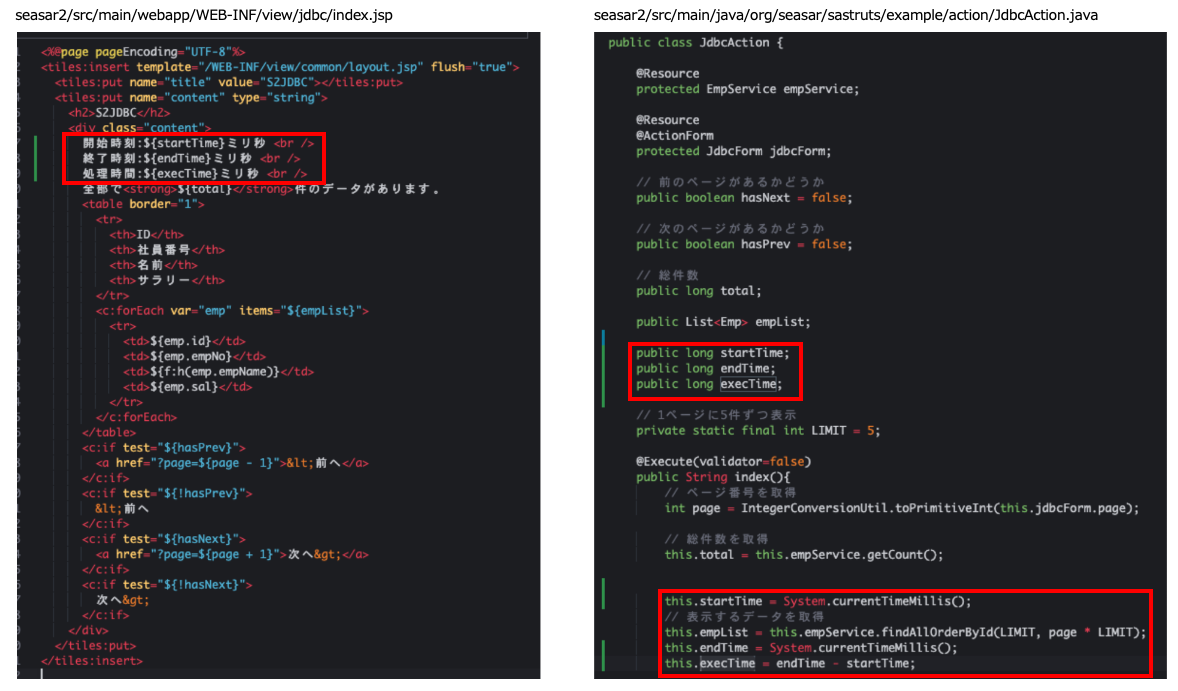 seasar2/src/main/webapp/WEB-INF/view/jdbc/index.jsp
<%@page pageEncoding="UTF-8"%>
<tiles:insert template="/WEB-INF/view/common/layout.jsp" flush="true">
<tiles:put name="title" value="S2JDBC"></tiles:put>
<tiles:put name="content" type="string">
<h2>S2JDBC</h2>
<div class="content">
開始時刻:${startTime}ミリ秒 <br />
終了時刻:${endTime}ミリ秒 <br />
処理時間:${execTime}ミリ秒 <br />
全部で<strong>${total}</strong>件のデータがあります。
<table border="1">
<tr>
<th>ID</th>
<th>社員番号</th>
<th>名前</th>
<th>サラリー</th>
</tr>
<c:forEach var="emp" items="${empList}">
<tr>
<td>${emp.id}</td>
<td>${emp.empNo}</td>
<td>${f:h(emp.empName)}</td>
<td>${emp.sal}</td>
</tr>
</c:forEach>
</table>
<c:if test="${hasPrev}">
<a href="?page=${page - 1}">&lt;前へ</a>
</c:if>
<c:if test="${!hasPrev}">
&lt;前へ
</c:if>
<c:if test="${hasNext}">
<a href="?page=${page + 1}">次へ&gt;</a>
</c:if>
<c:if test="${!hasNext}">
次へ&gt;
</c:if>
</div>
</tiles:put>
</tiles:insert>
seasar2/src/main/java/org/seasar/sastruts/example/action/JdbcAction.java
public class JdbcAction {
@Resource
protected EmpService empService;
@Resource
@ActionForm
protected JdbcForm jdbcForm;
// 前のページがあるかどうか
public boolean hasNext = false;
// 次のページがあるかどうか
public boolean hasPrev = false;
// 総件数
public long total;
public List<Emp> empList;
public long startTime;
public long endTime;
public long execTime;
// 1ページに5件ずつ表示
private static final int LIMIT = 5;
@Execute(validator=false)
public String index(){
// ページ番号を取得
int page = IntegerConversionUtil.toPrimitiveInt(this.jdbcForm.page);
// 総件数を取得
this.total = this.empService.getCount();
this.startTime = System.currentTimeMillis();
// 表示するデータを取得
this.empList = this.empService.findAllOrderById(LIMIT, page * LIMIT);
this.endTime = System.currentTimeMillis();
this.execTime = endTime - startTime;